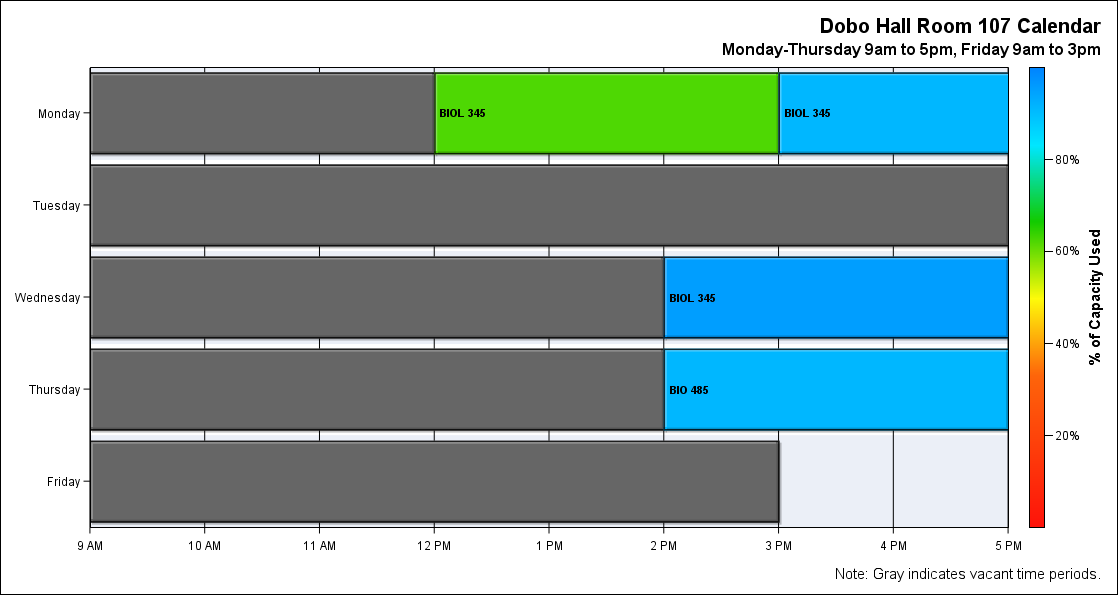 Dobo Hall Room 107 Calendar
Monday-Thursday 9am to 5pm, Friday 9am to 3pm
Monday
BIOL 345
BIOL 345
Tuesday
Wednesday
BIOL 345
Thursday
BIO 485
Friday
9 AM
10 AM
11 AM
12 PM
1 PM
2 PM
3 PM
4 PM
5 PM
80%
60%
40%
20%
% of Capacity Used
Note: Gray indicates vacant time periods.